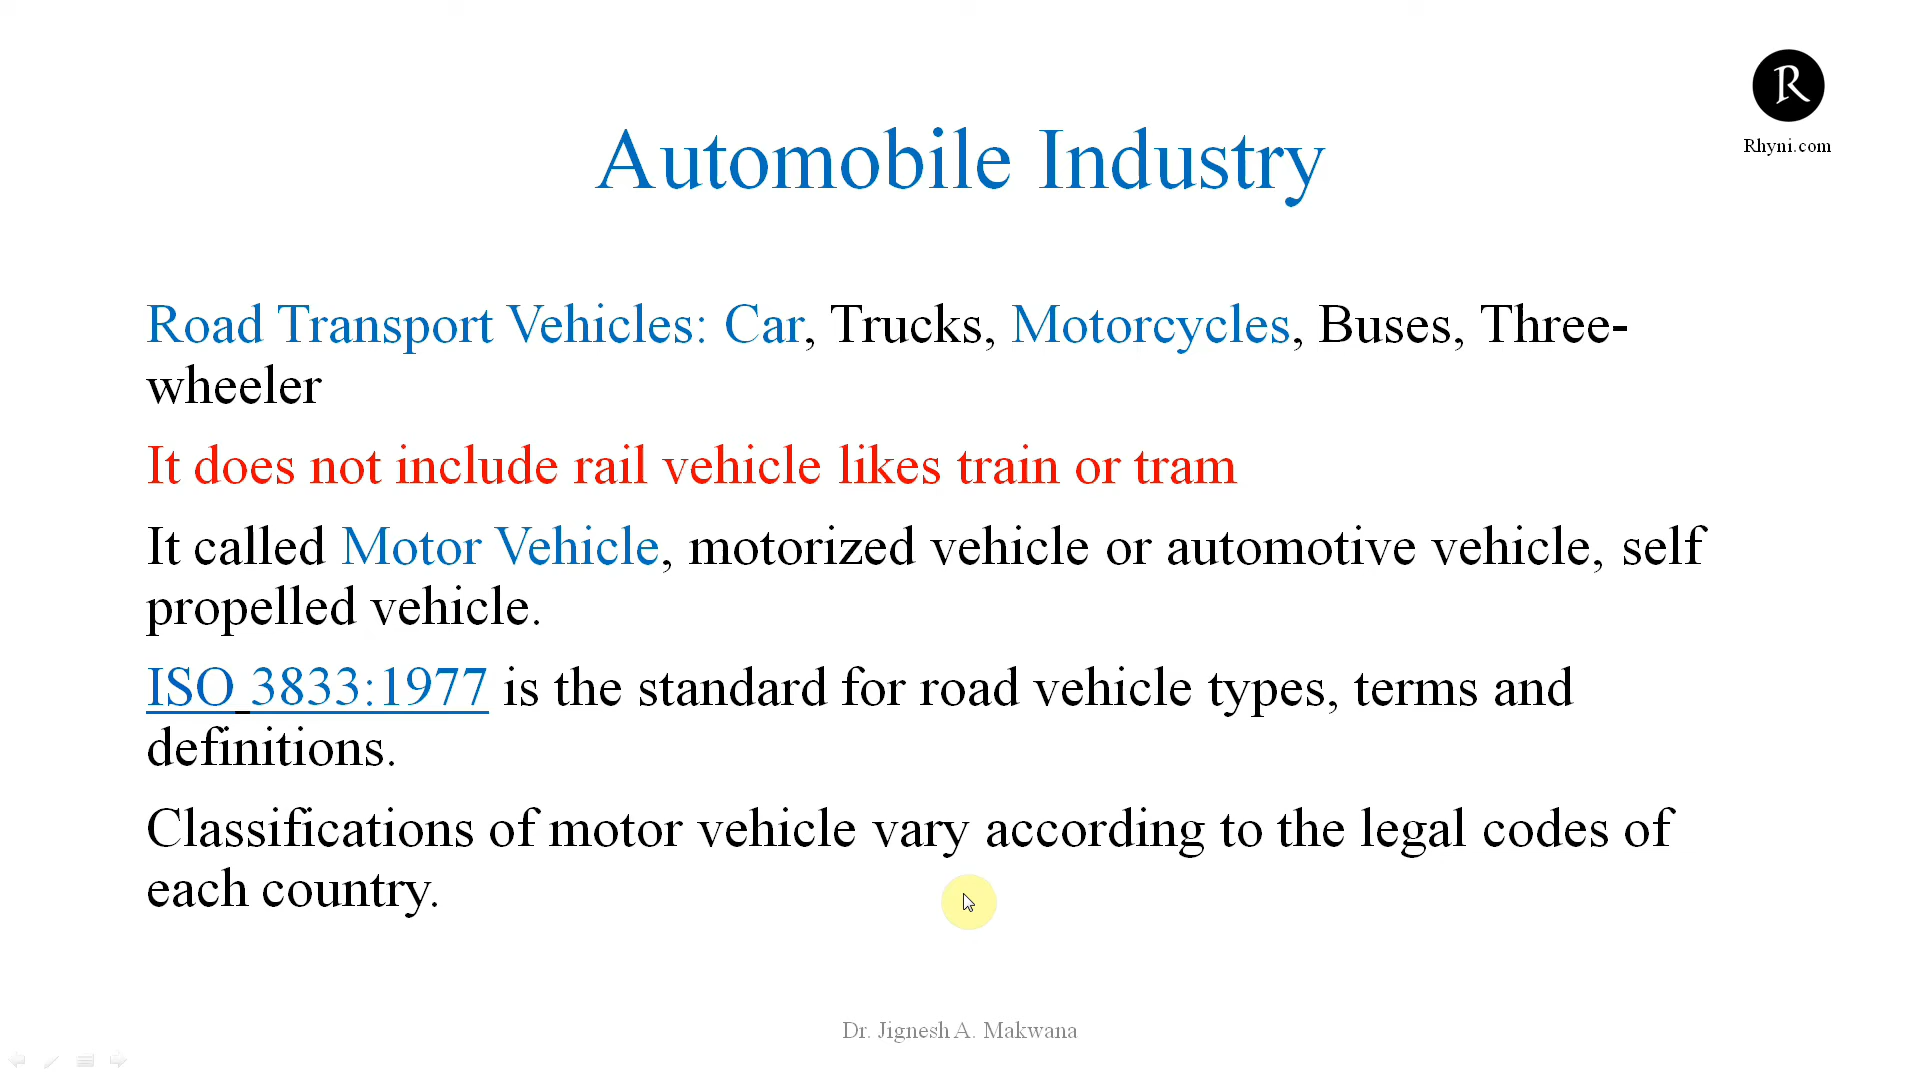 R
Rhyni.com
Automobile Industry
Road Transport Vehicles: Car, Trucks, Motorcycles, Buses, Three-
wheeler
It does not include rail vehicle likes train or tram
It called Motor Vehicle, motorized vehicle or automotive vehicle, self
propelled vehicle.
ISO 3833:1977 is the standard for road vehicle types, terms and
definitions.
Classifications of motor vehicle vary according to the legal codes of
each country.
Dr. Jignesh A. Makwana